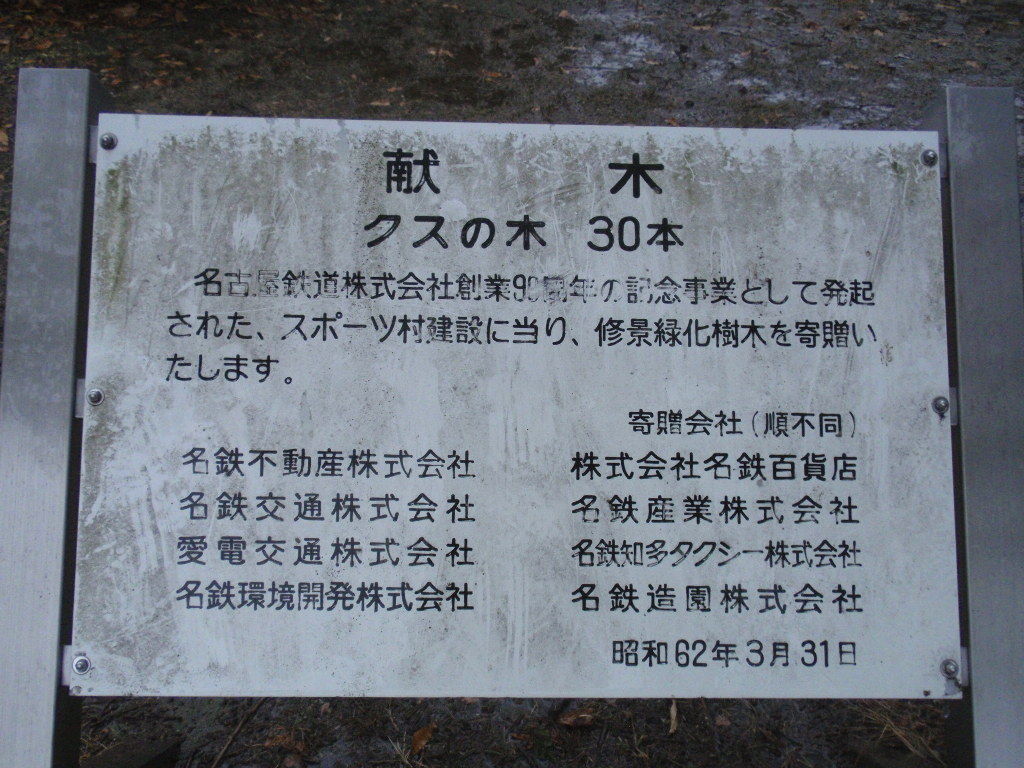 献 木
クスの木 30本
名古屋鉄道株式会社創業90周年の記念事業として発起
された、スポーツ村建設に当り、修景緑化樹木を寄贈い
たします。
寄贈会社(順不同)
名鉄不動産株式会社 株式会社名鉄百貨店
名鉄交通株式会社 名鉄産業株式会社
愛電交通株式会社 名鉄知多タクシー株式会社
名鉄環境開発株式会社 名鉄造園株式会社
昭和62年3月31日